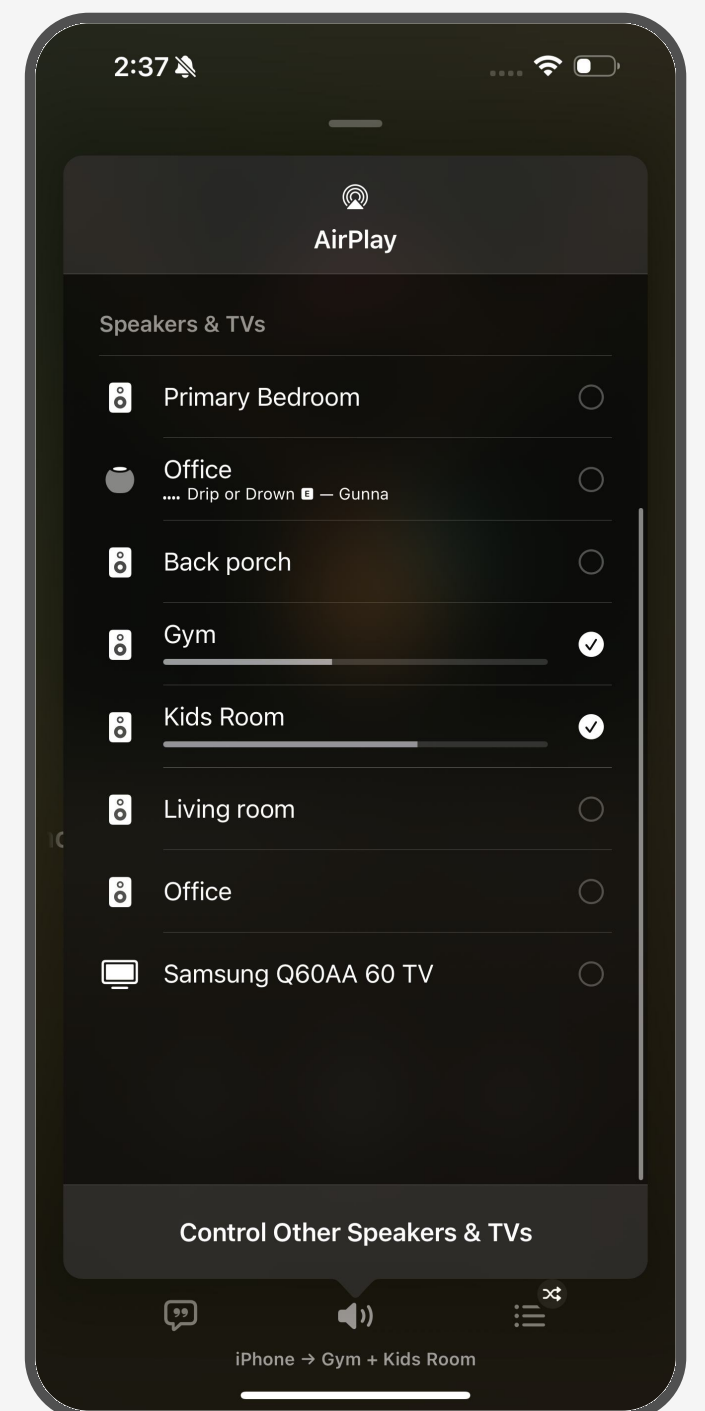 2:37
AirPlay
Speakers & TVs
Primary Bedroom
Office
Drip or Drown E — Gunna
Back porch
Gym
Kids Room
Living room
Office
Samsung Q60AA 60 TV
Control Other Speakers & TVs
iPhone → Gym + Kids Room